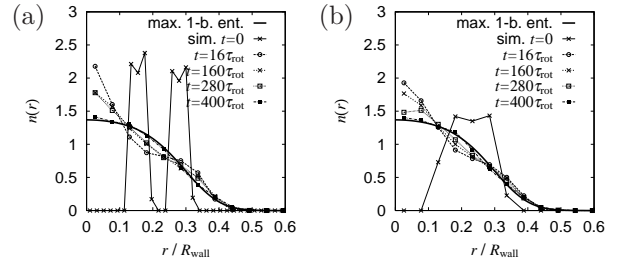 (a)
3
2.5
2
1.5
1
0.5
0
n(r)
max. 1-b. ent.
sim. t=0
t=16τrot
t=160τrot
t=280τrot
t=400τrot
0 0.1 0.2 0.3 0.4 0.5 0.6
r / Rwall
(b)
3
2.5
2
1.5
1
0.5
0
n(r)
max. 1-b. ent.
sim. t=0
t=16τrot
t=160τrot
t=280τrot
t=400τrot
0 0.1 0.2 0.3 0.4 0.5 0.6
r / Rwall